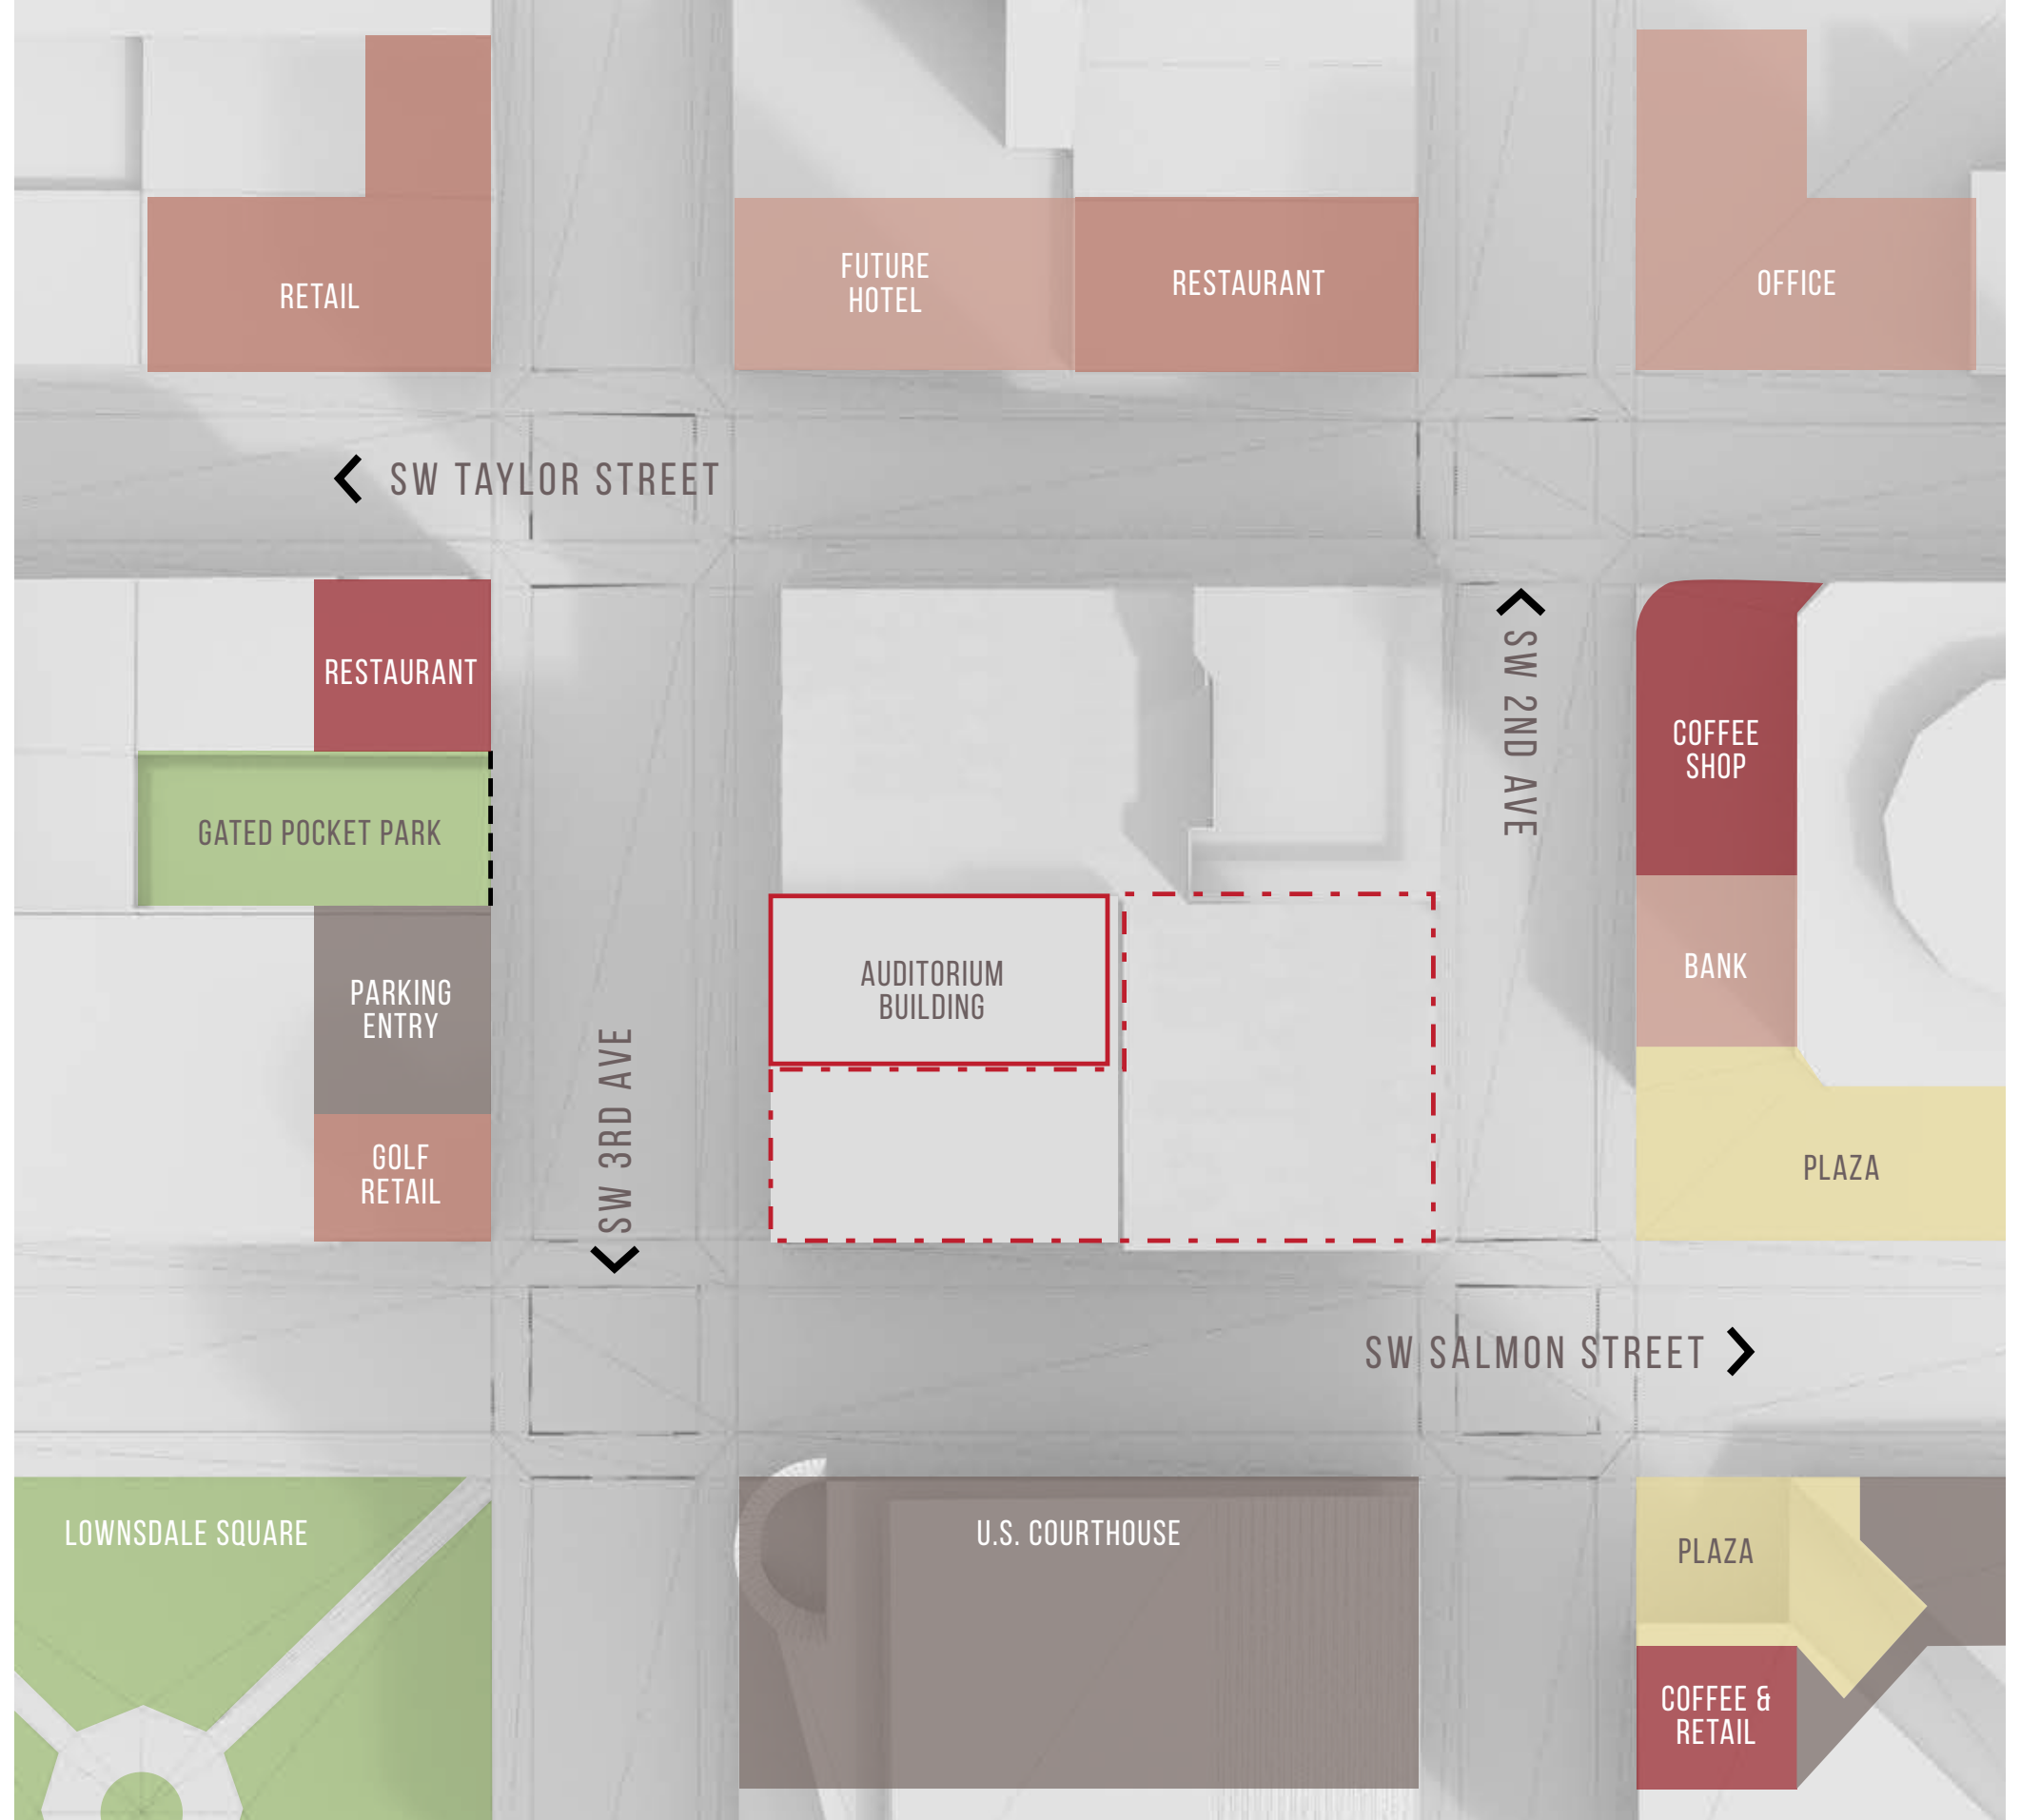 RETAIL
FUTURE
HOTEL
RESTAURANT
OFFICE
SW TAYLOR STREET
RESTAURANT
SW 2ND AVE
COFFEE
SHOP
GATED POCKET PARK
BANK
AUDITORIUM
BUILDING
PARKING
ENTRY
SW 3RD AVE
GOLF
RETAIL
PLAZA
SW SALMON STREET
LOWNSDALE SQUARE
U.S. COURTHOUSE
PLAZA
COFFEE &
RETAIL